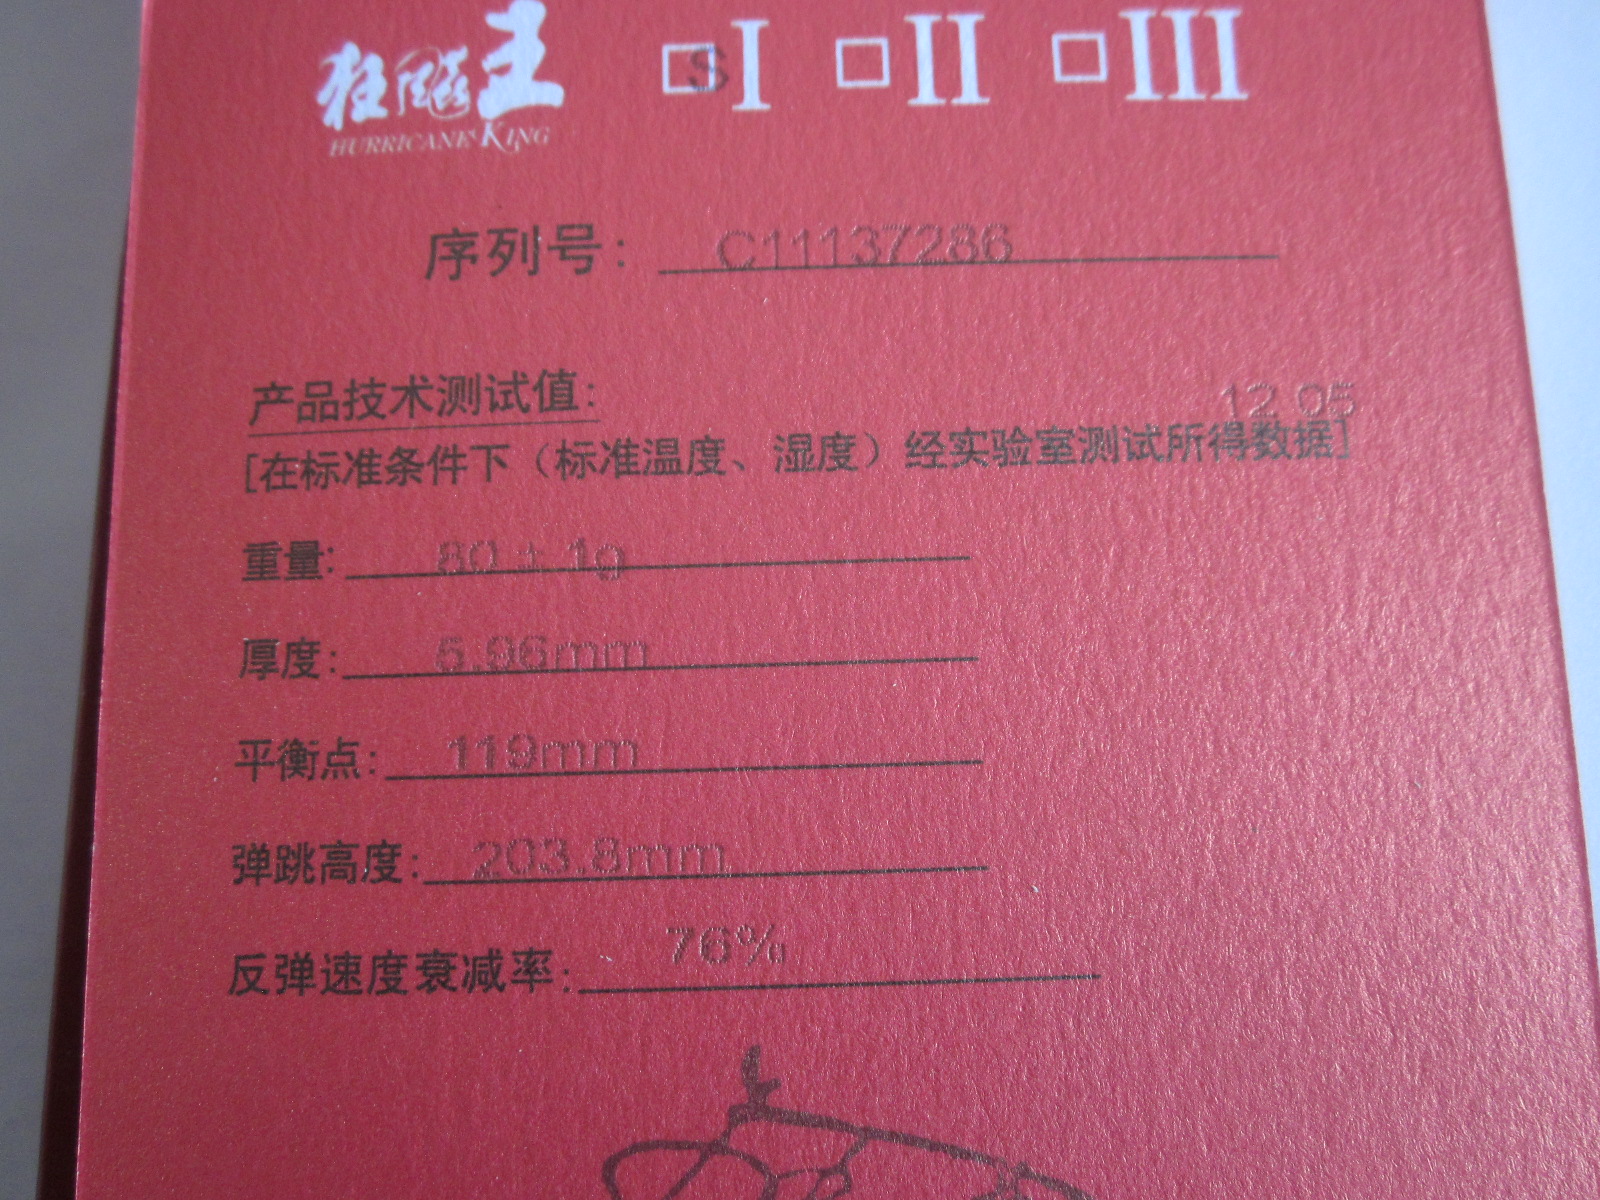 狂飚王 □S I □II □III
HURRICANE KING
序列号: C11137286
产品技术测试值:
12 05
[在标准条件下（标准温度、湿度）经实验室测试所得数据]
重量: 80 ± 1g
厚度: 5.96mm
平衡点: 119mm
弹跳高度: 203.8mm
反弹速度衰减率: 76%